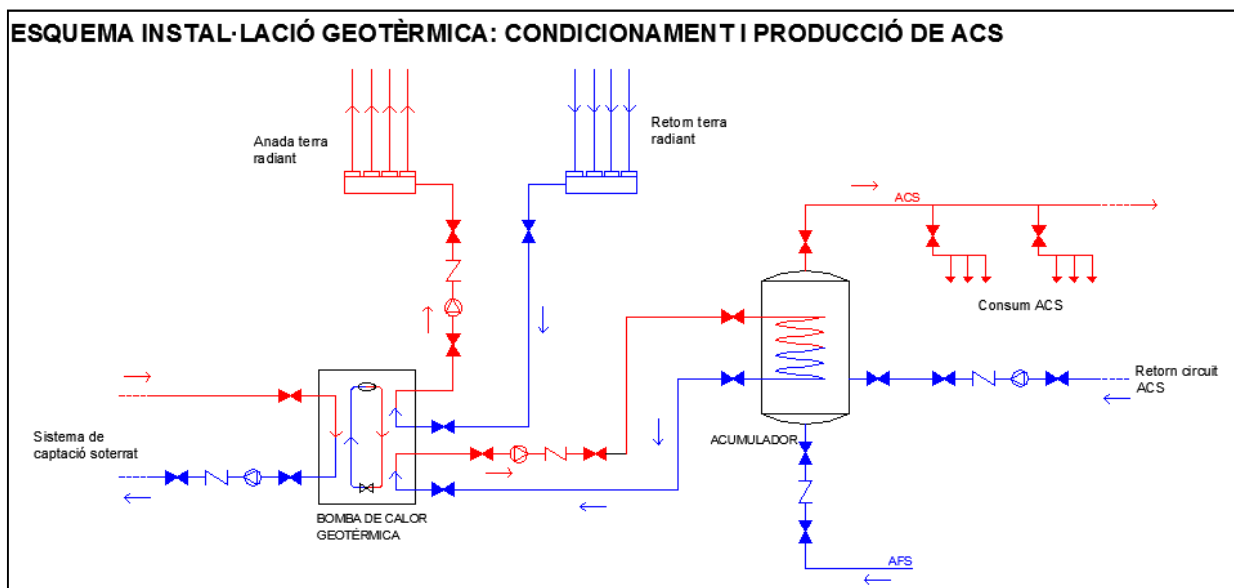 ESQUEMA INSTAL·LACIÓ GEOTÈRMICA: CONDICIONAMENT I PRODUCCIÓ DE ACS
Anada terra
radiant
Retorn terra
radiant
ACS
Consum ACS
Retorn circuit
ACS
Sistema de
captació soterrat
ACUMULADOR
BOMBA DE CALOR
GEOTÉRMICA
AFS